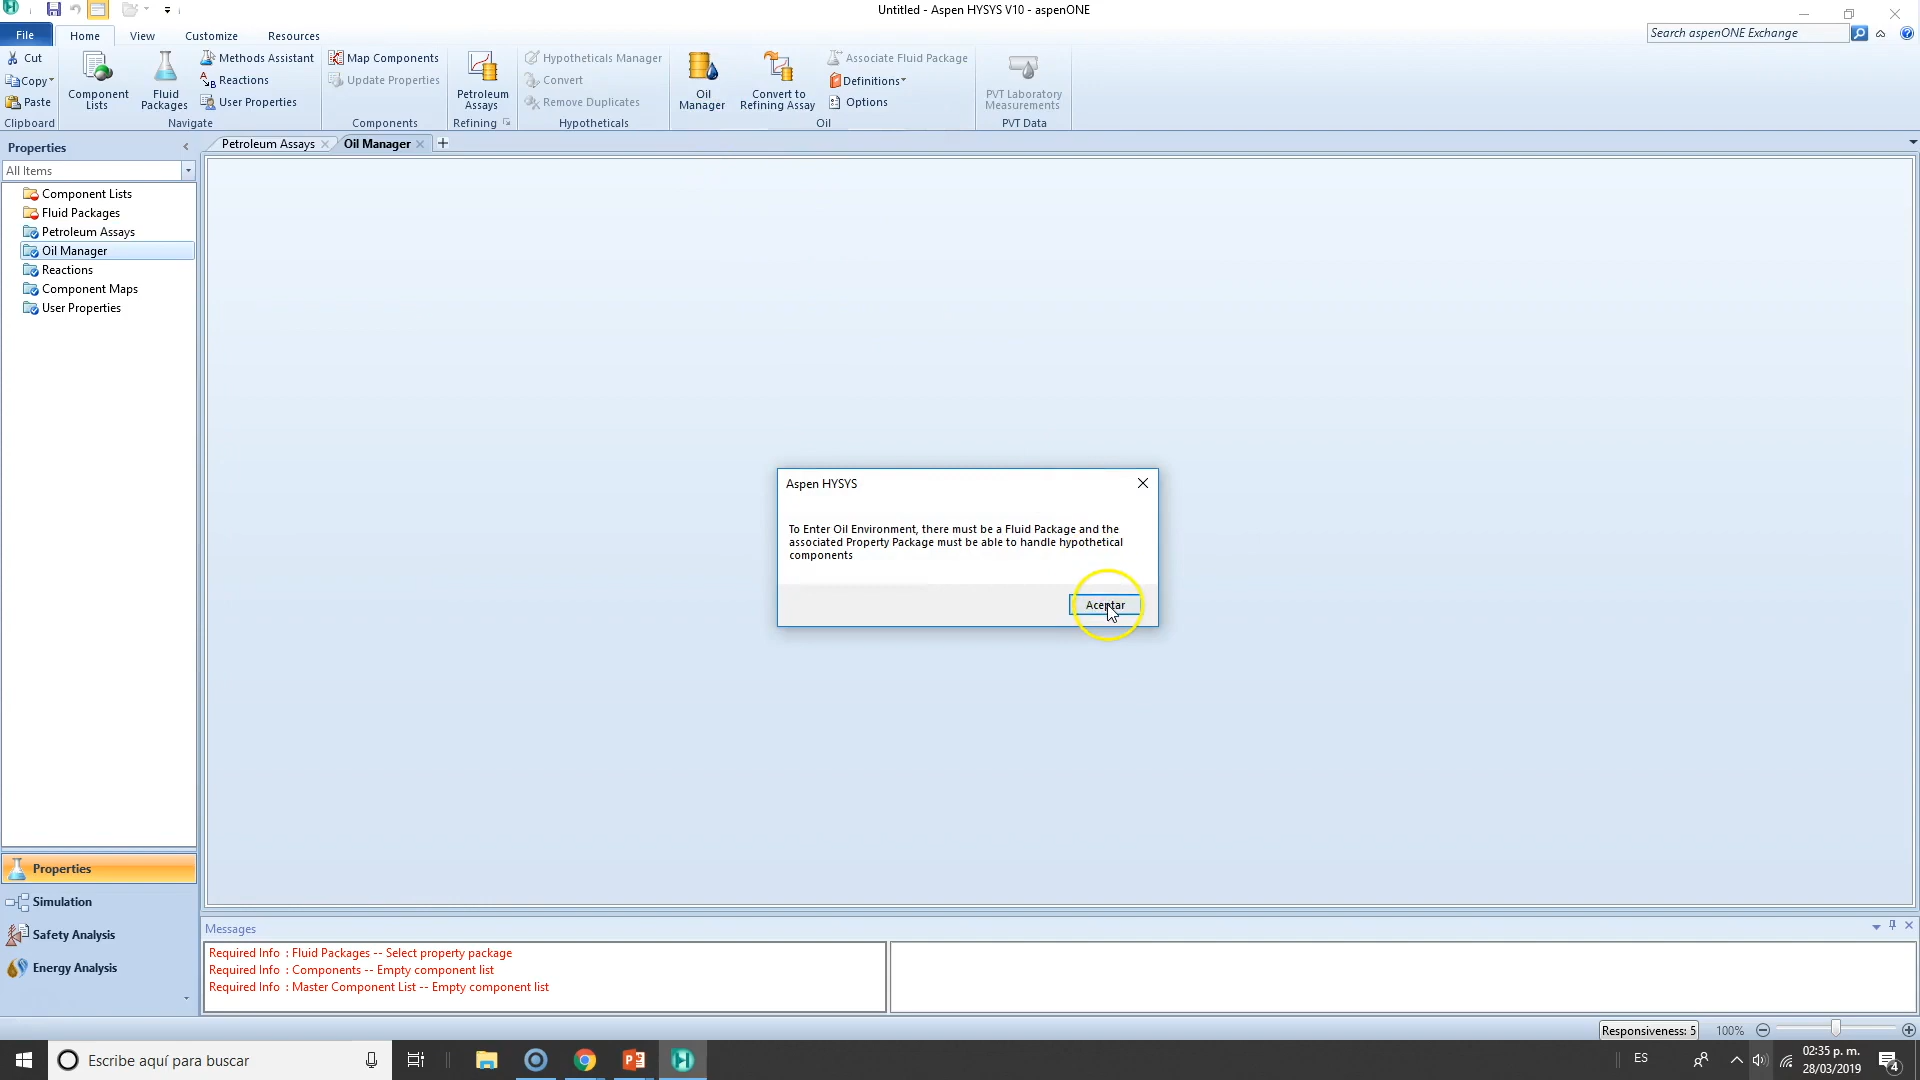 Untitled - Aspen HYSYS V10 - aspenONE
File
Home
View
Customize
Resources
Search aspenONE Exchange
Cut
Copy
Paste
Clipboard
Component
Lists
Fluid
Packages
Methods Assistant
Reactions
User Properties
Navigate
Map Components
Update Properties
Components
Petroleum
Assays
Refining
Hypotheticals Manager
Convert
Remove Duplicates
Hypotheticals
Oil
Manager
Convert to
Refining Assay
Associate Fluid Package
Definitions
Options
Oil
PVT Laboratory
Measurements
PVT Data
Properties
Petroleum Assays
Oil Manager
All Items
Component Lists
Fluid Packages
Petroleum Assays
Oil Manager
Reactions
Component Maps
User Properties
Aspen HYSYS
To Enter Oil Environment, there must be a Fluid Package and the
associated Property Package must be able to handle hypothetical
components
Aceptar
Properties
Simulation
Safety Analysis
Energy Analysis
Messages
Required Info : Fluid Packages -- Select property package
Required Info : Components -- Empty component list
Required Info : Master Component List -- Empty component list
Responsiveness: 5
100%
Escribe aquí para buscar
ES
02:35 p. m.
28/03/2019
4